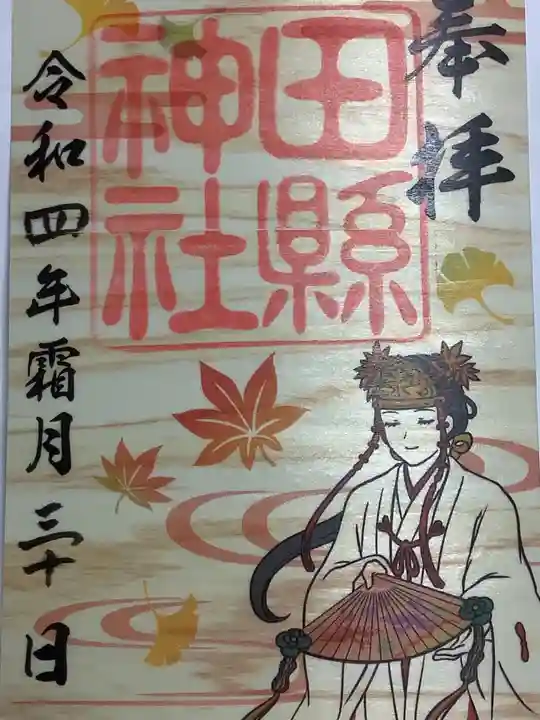 奉拝
田縣
神社
令和四年霜月三十日